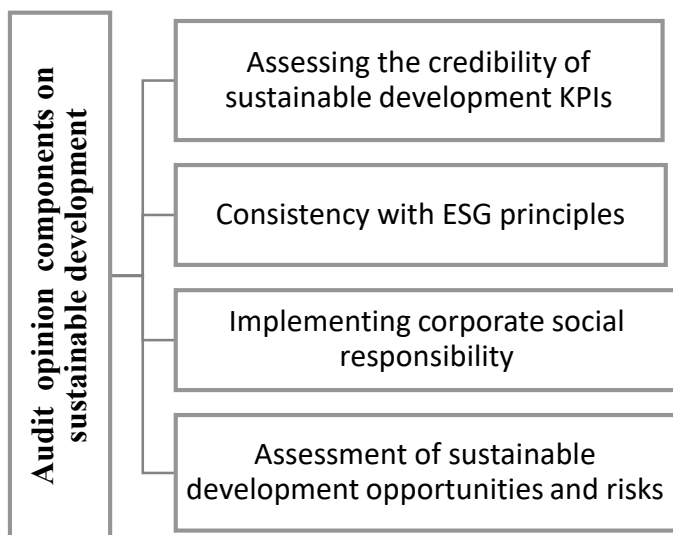 Audit opinion components on
sustainable development
Assessing the credibility of
sustainable development KPIs
Consistency with ESG principles
Implementing corporate social
responsibility
Assessment of sustainable
development opportunities and risks